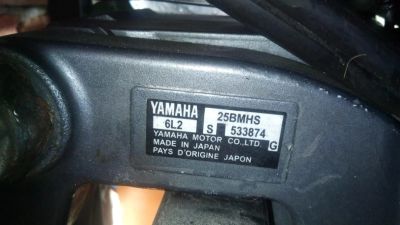 YAMAHA 25BMHS
6L2 S 533874
YAMAHA MOTOR CO.,LTD.
MADE IN JAPAN G
PAYS D'ORIGINE JAPON